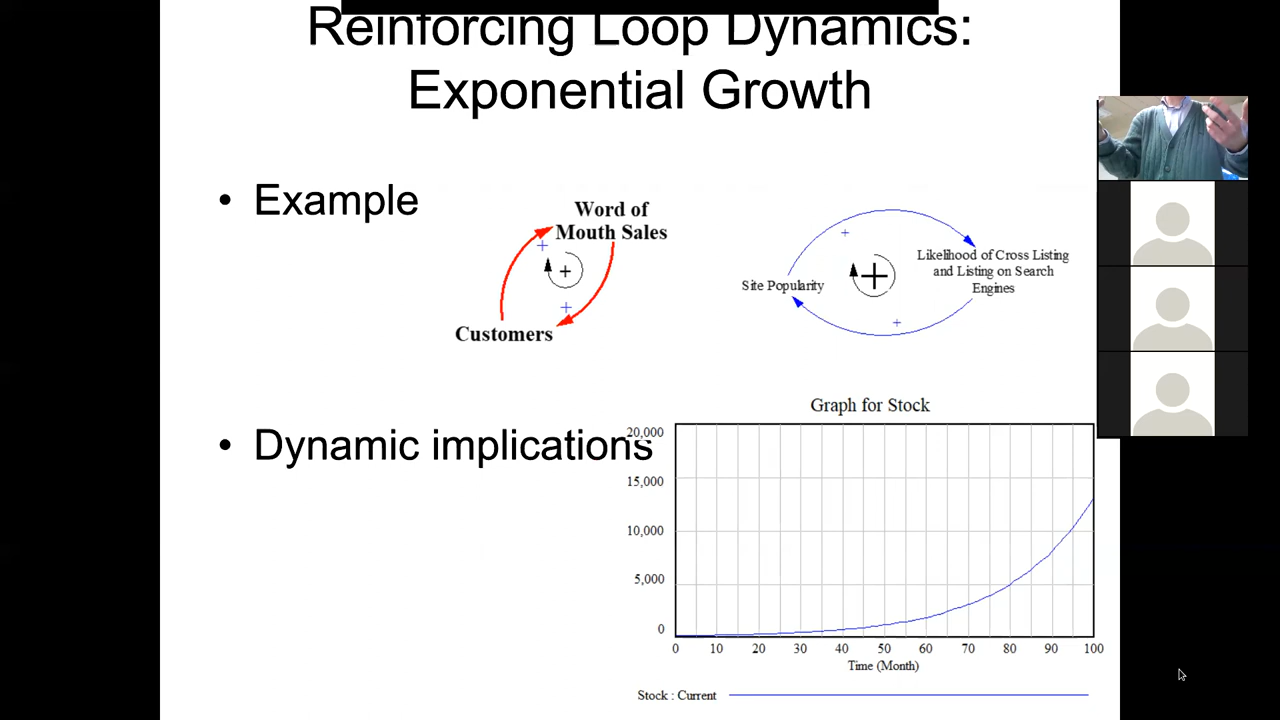 Reinforcing Loop Dynamics:
Exponential Growth
• Example
Word of
Mouth Sales
+
+
+
Customers
+
Likelihood of Cross Listing
and Listing on Search
Engines
Site Popularity
+
+
• Dynamic implications
Graph for Stock
20,000
15,000
10,000
5,000
0
0 10 20 30 40 50 60 70 80 90 100
Time (Month)
Stock : Current